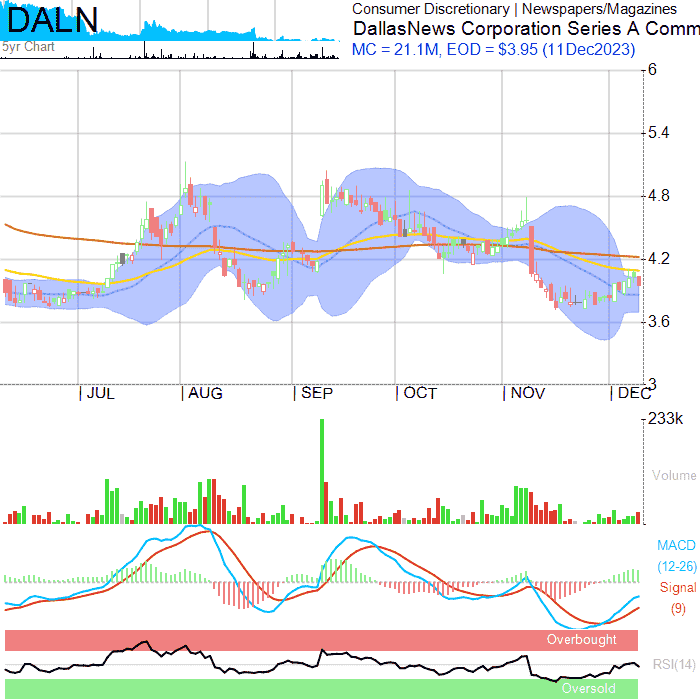 DALN
5yr Chart
Consumer Discretionary | Newspapers/Magazines
DallasNews Corporation Series A Comm
MC = 21.1M, EOD = $3.95 (11Dec2023)
6
5.4
4.8
4.2
3.6
3
JUL AUG SEP OCT NOV DEC
233k
Volume
MACD
(12-26)
Signal
(9)
Overbought
RSI(14)
Oversold